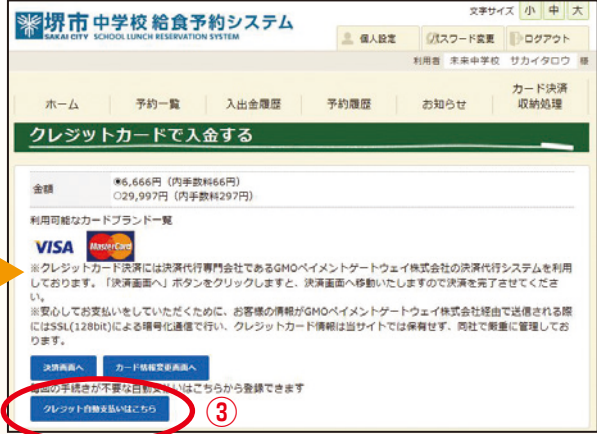 文字サイズ 小 中 大
堺市 中学校 給食予約システム
SAKAI CITY SCHOOL LUNCH RESERVATION SYSTEM
個人設定 パスワード変更 ログアウト
利用者 未来中学校 サカイタロウ 様
ホーム 予約一覧 入出金履歴 予約履歴 お知らせ カード決済
収納処理
クレジットカードで入金する
金額 ◉6,666円（内手数料66円）
○29,997円（内手数料297円）
利用可能なカードブランド一覧
VISA MasterCard
※クレジットカード決済には決済代行専門会社であるGMOペイメントゲートウェイ株式会社の決済代行システムを利用
しております。「決済画面へ」ボタンをクリックしますと、決済画面へ移動いたしますので決済を完了させてくださ
い。
※安心してお支払いをしていただくために、お客様の情報がGMOペイメントゲートウェイ株式会社経由で送信される際
にはSSL(128bit)による暗号化通信で行い、クレジットカード情報は当サイトでは保有せず、同社で厳重に管理してお
ります。
決済画面へ カード情報変更画面へ
毎回の手続きが不要な自動支払いはこちらから登録できます
クレジット自動支払いはこちら ③